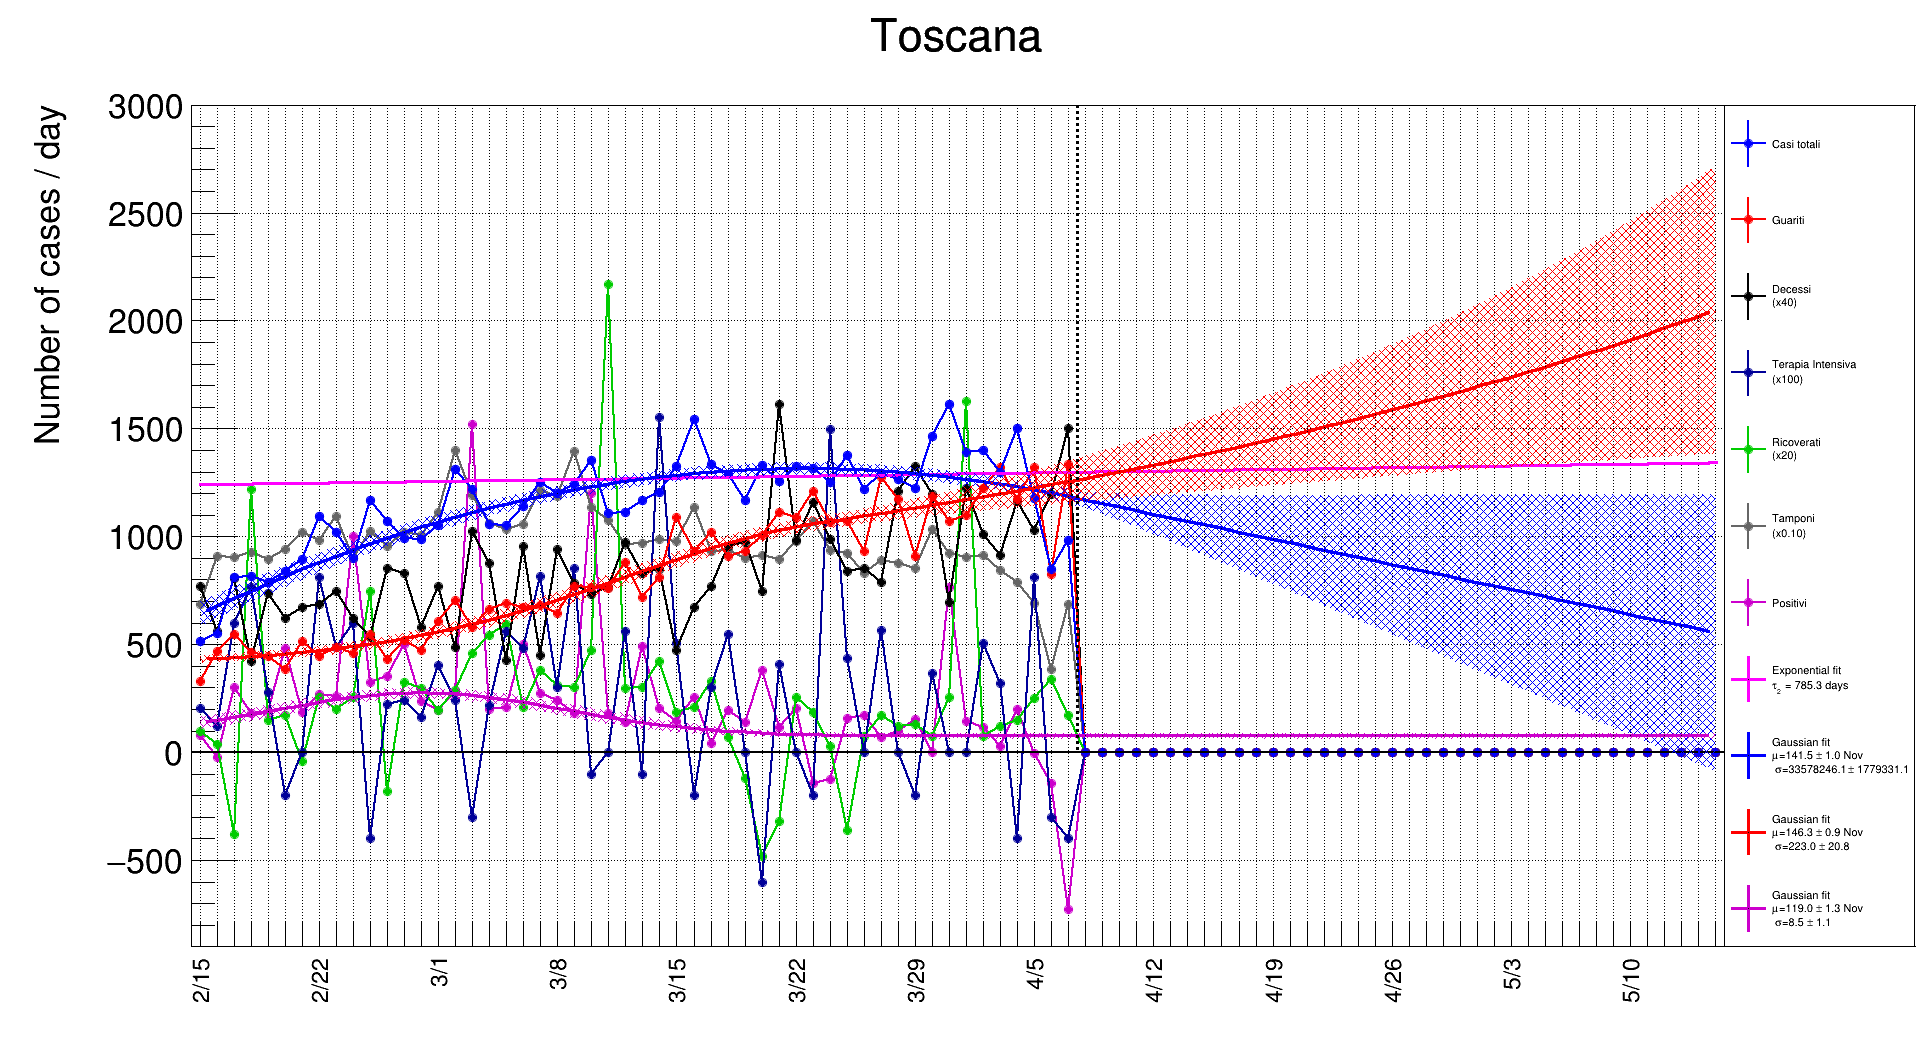 Toscana
Number of cases / day
3000
2500
2000
1500
1000
500
0
−500
2/15
2/22
3/1
3/8
3/15
3/22
3/29
4/5
4/12
4/19
4/26
5/3
5/10
Casi totali
Guariti
Decessi
(x40)
Terapia Intensiva
(x100)
Ricoverati
(x20)
Tamponi
(x0.10)
Positivi
Exponential fit
τ₂ = 785.3 days
Gaussian fit
μ=141.5 ± 1.0 Nov
σ=33578246.1 ± 1779331.1
Gaussian fit
μ=146.3 ± 0.9 Nov
σ=223.0 ± 20.8
Gaussian fit
μ=119.0 ± 1.3 Nov
σ=8.5 ± 1.1